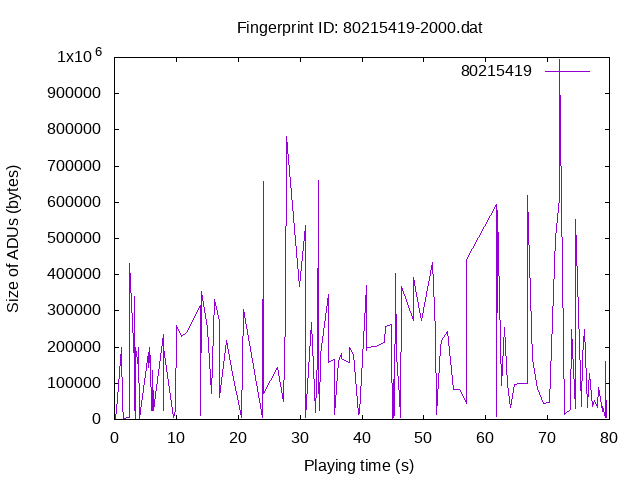 Fingerprint ID: 80215419-2000.dat
1x10^6
80215419
900000
800000
700000
600000
500000
400000
300000
200000
100000
0
Size of ADUs (bytes)
0 10 20 30 40 50 60 70 80
Playing time (s)